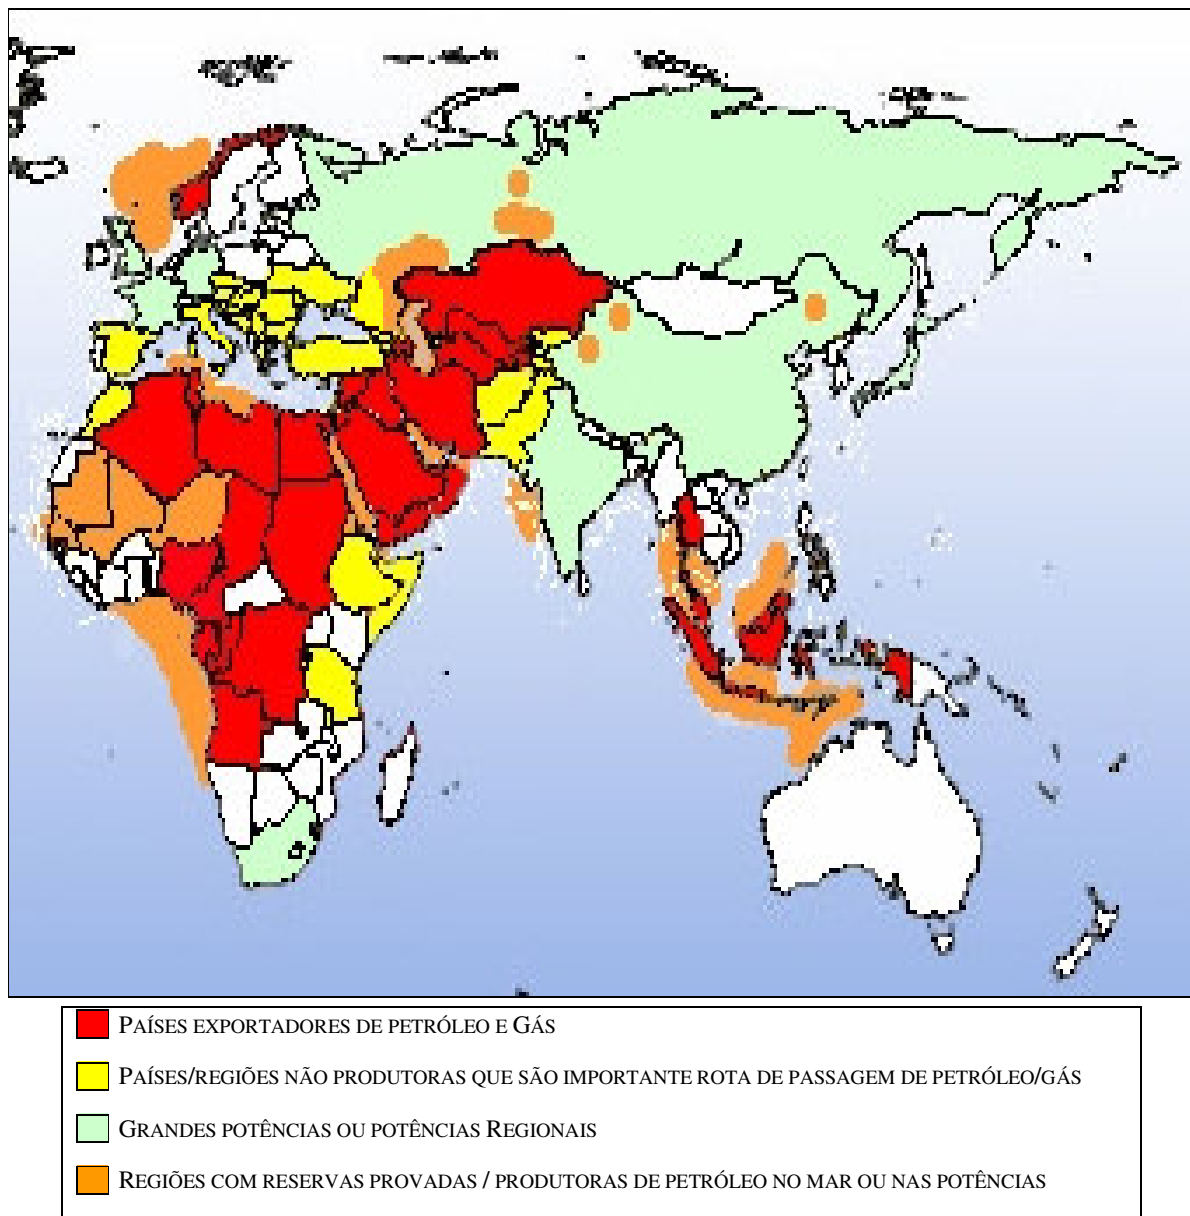 PAÍSES EXPORTADORES DE PETRÓLEO E GÁS
PAÍSES/REGIÕES NÃO PRODUTORAS QUE SÃO IMPORTANTE ROTA DE PASSAGEM DE PETRÓLEO/GÁS
GRANDES POTÊNCIAS OU POTÊNCIAS REGIONAIS
REGIÕES COM RESERVAS PROVADAS / PRODUTORAS DE PETRÓLEO NO MAR OU NAS POTÊNCIAS